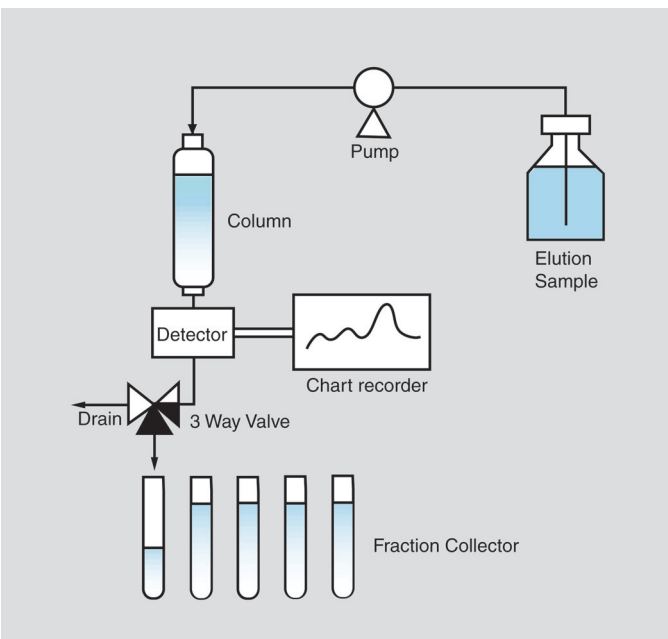 Pump
Column
Elution
Sample
Detector
Chart recorder
Drain
3 Way Valve
Fraction Collector